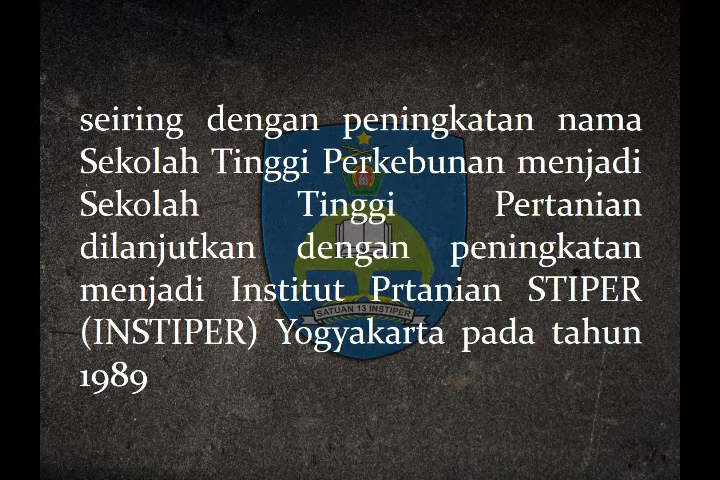 seiring dengan peningkatan nama
Sekolah Tinggi Perkebunan menjadi
Sekolah Tinggi Pertanian
dilanjutkan dengan peningkatan
menjadi Institut Prtanian STIPER
(INSTIPER) Yogyakarta pada tahun
1989
SATUAN 13 INSTIPER